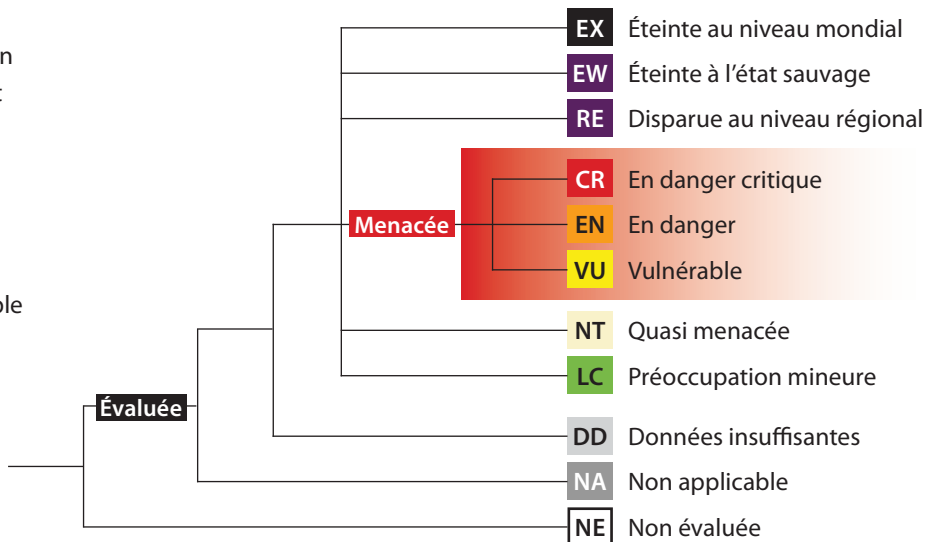 EX Éteinte au niveau mondial
EW Éteinte à l'état sauvage
RE Disparue au niveau régional
CR En danger critique
Menacée
EN En danger
VU Vulnérable
NT Quasi menacée
LC Préoccupation mineure
Évaluée
DD Données insuffisantes
NA Non applicable
NE Non évaluée